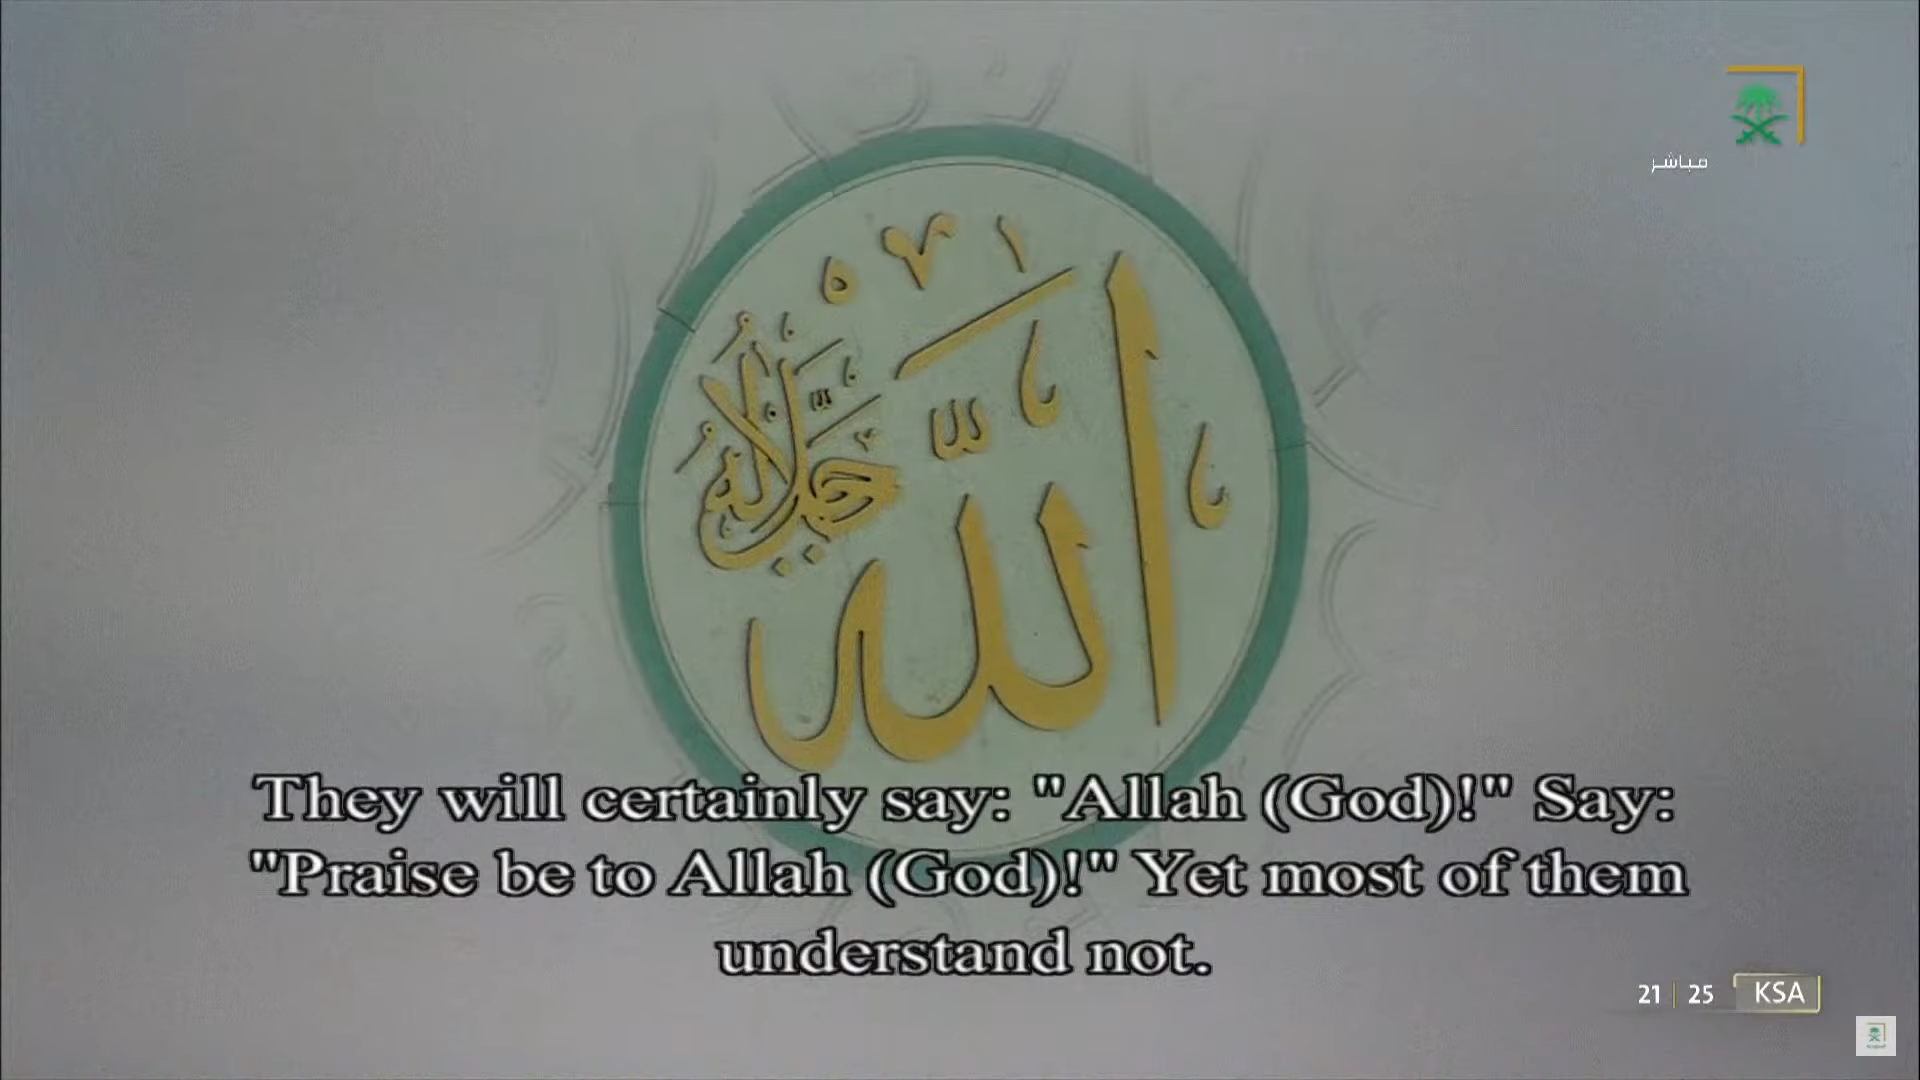 مباشر
الله
جل جلاله
They will certainly say: "Allah (God)!" Say:
"Praise be to Allah (God)!" Yet most of them
understand not.
21 | 25 KSA